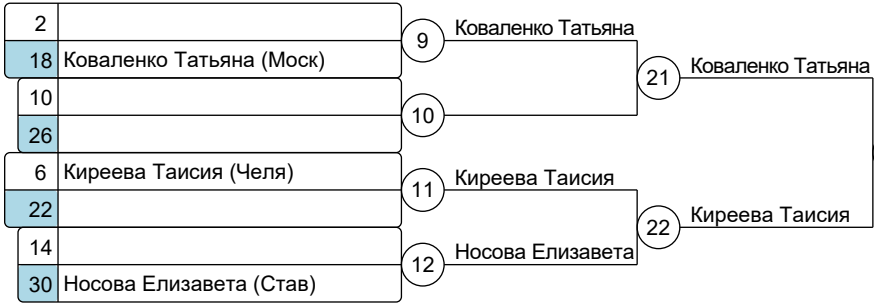 2
18 Коваленко Татьяна (Моск)
9 Коваленко Татьяна
10
26
10
21 Коваленко Татьяна
6 Киреева Таисия (Челя)
22
11 Киреева Таисия
14
30 Носова Елизавета (Став)
12 Носова Елизавета
22 Киреева Таисия